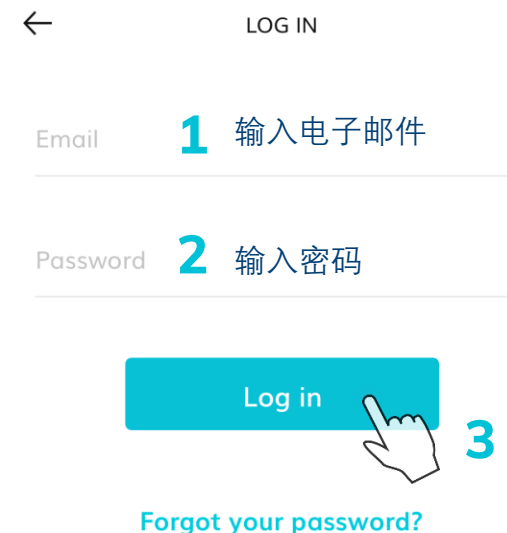 LOG IN
Email 1 输入电子邮件
Password 2 输入密码
Log in
3
Forgot your password?